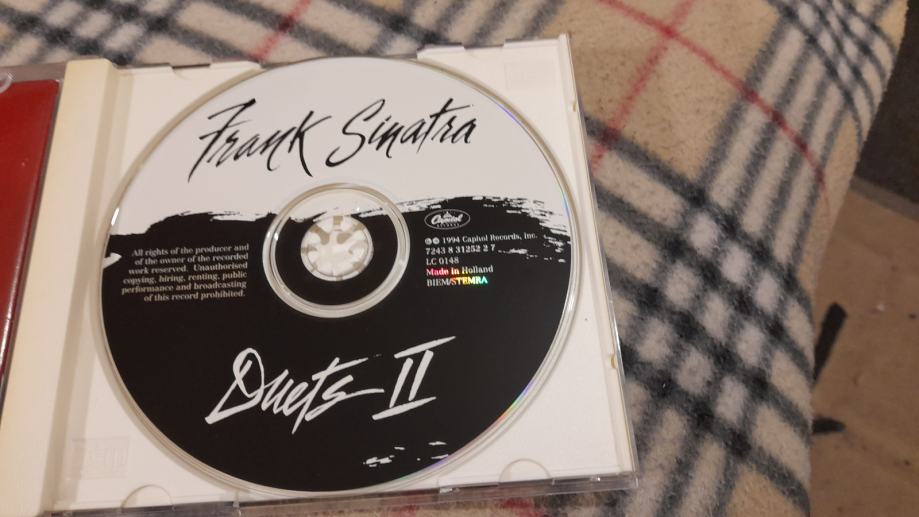 Frank Sinatra
All rights of the producer and
of the owner of the recorded
work reserved. Unauthorised
copying, hiring, renting, public
performance and broadcasting
of this record prohibited.
Capitol
RECORDS
℗© 1994 Capitol Records, Inc.
7243 8 31252 2 7
LC 0148
Made in Holland
BIEM/STEMRA
Duets II